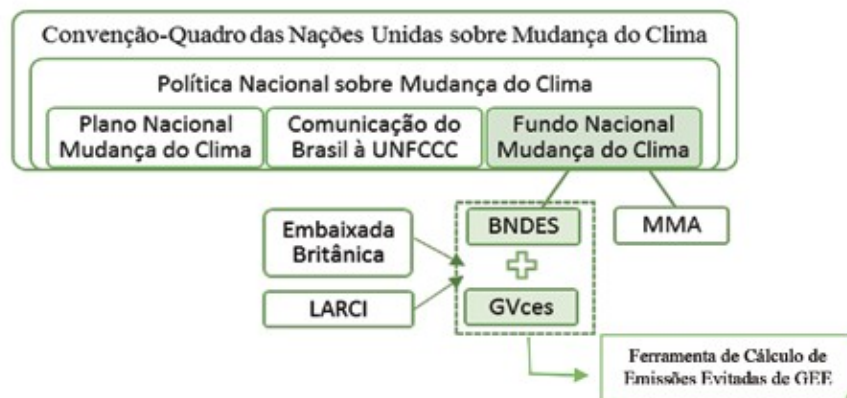 Convenção-Quadro das Nações Unidas sobre Mudança do Clima
Política Nacional sobre Mudança do Clima
Plano Nacional
Mudança do Clima
Comunicação do
Brasil à UNFCCC
Fundo Nacional
Mudança do Clima
Embaixada
Britânica
BNDES
MMA
LARCI
GVces
Ferramenta de Cálculo de
Emissões Evitadas de GEE